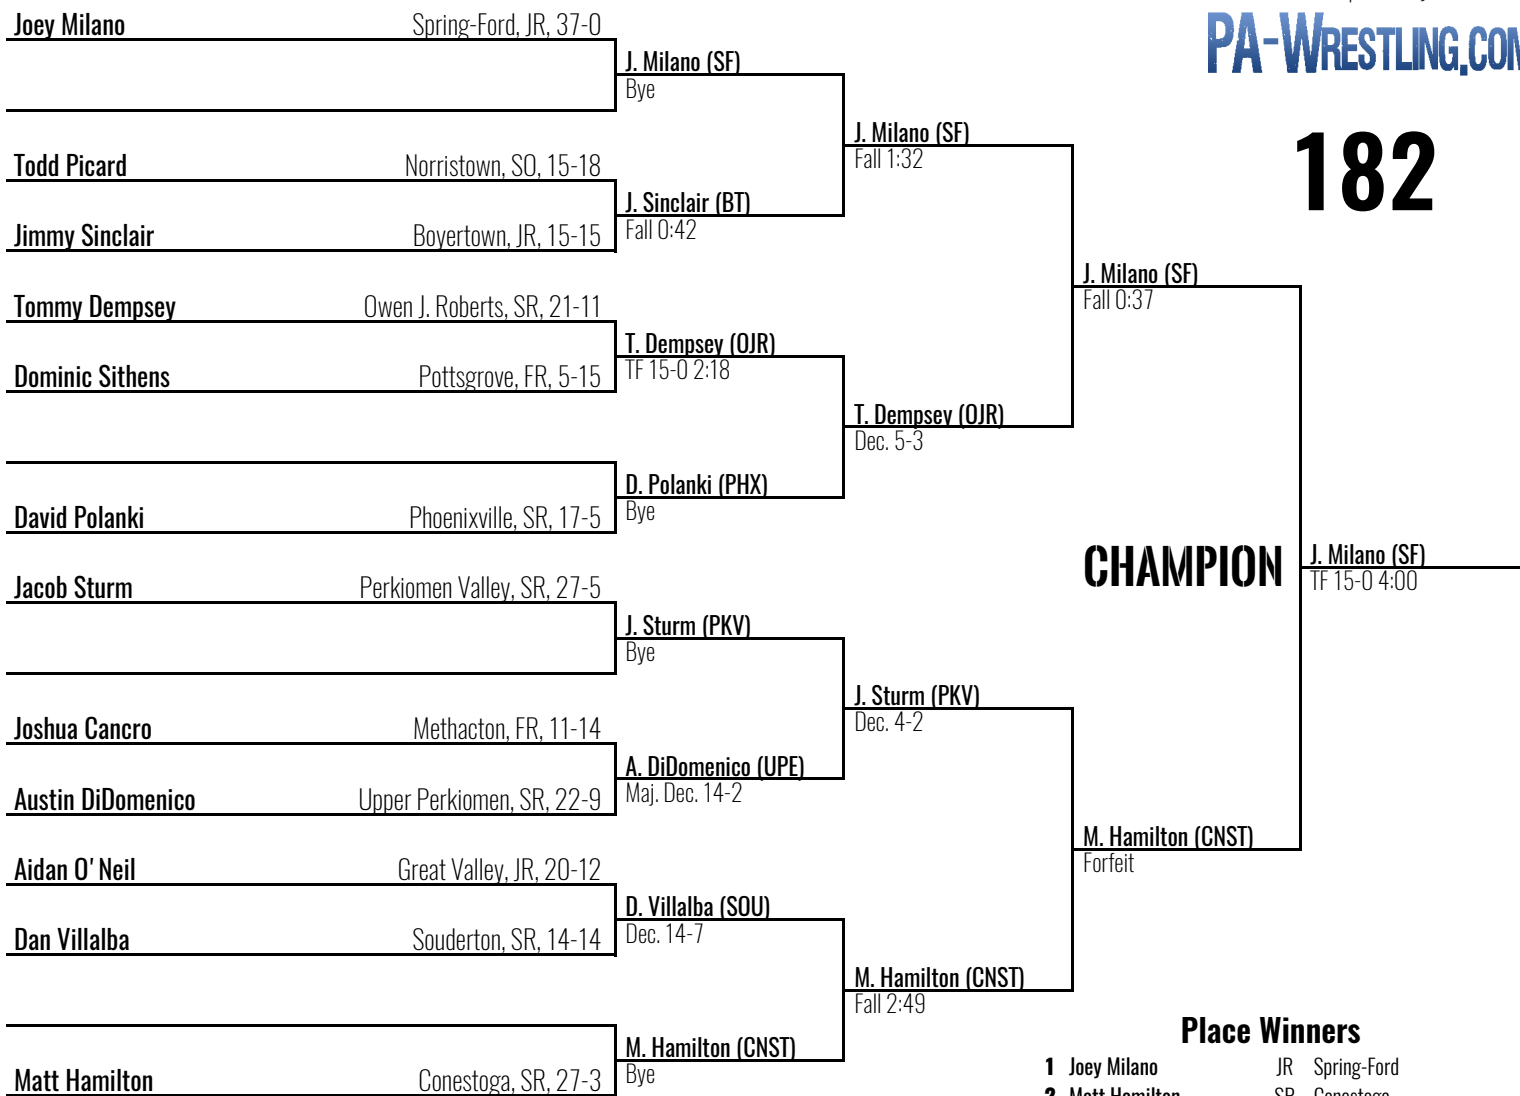 Joey Milano Spring-Ford, JR, 37-0
J. Milano (SF)
Bye
PA-WRESTLING.COM
J. Milano (SF)
Fall 1:32
182
Todd Picard Norristown, SO, 15-18
J. Sinclair (BT)
Fall 0:42
Jimmy Sinclair Boyertown, JR, 15-15
J. Milano (SF)
Fall 0:37
Tommy Dempsey Owen J. Roberts, SR, 21-11
T. Dempsey (OJR)
TF 15-0 2:18
Dominic Sithens Pottsgrove, FR, 5-15
T. Dempsey (OJR)
Dec. 5-3
D. Polanki (PHX)
Bye
David Polanki Phoenixville, SR, 17-5
CHAMPION
J. Milano (SF)
TF 15-0 4:00
Jacob Sturm Perkiomen Valley, SR, 27-5
J. Sturm (PKV)
Bye
J. Sturm (PKV)
Dec. 4-2
Joshua Cancro Methacton, FR, 11-14
A. DiDomenico (UPE)
Maj. Dec. 14-2
Austin DiDomenico Upper Perkiomen, SR, 22-9
M. Hamilton (CNST)
Forfeit
Aidan O'Neil Great Valley, JR, 20-12
D. Villalba (SOU)
Dec. 14-7
Dan Villalba Souderton, SR, 14-14
M. Hamilton (CNST)
Fall 2:49
M. Hamilton (CNST)
Bye
Matt Hamilton Conestoga, SR, 27-3
Place Winners
1 Joey Milano JR Spring-Ford
2 Matt Hamilton SR Conestoga